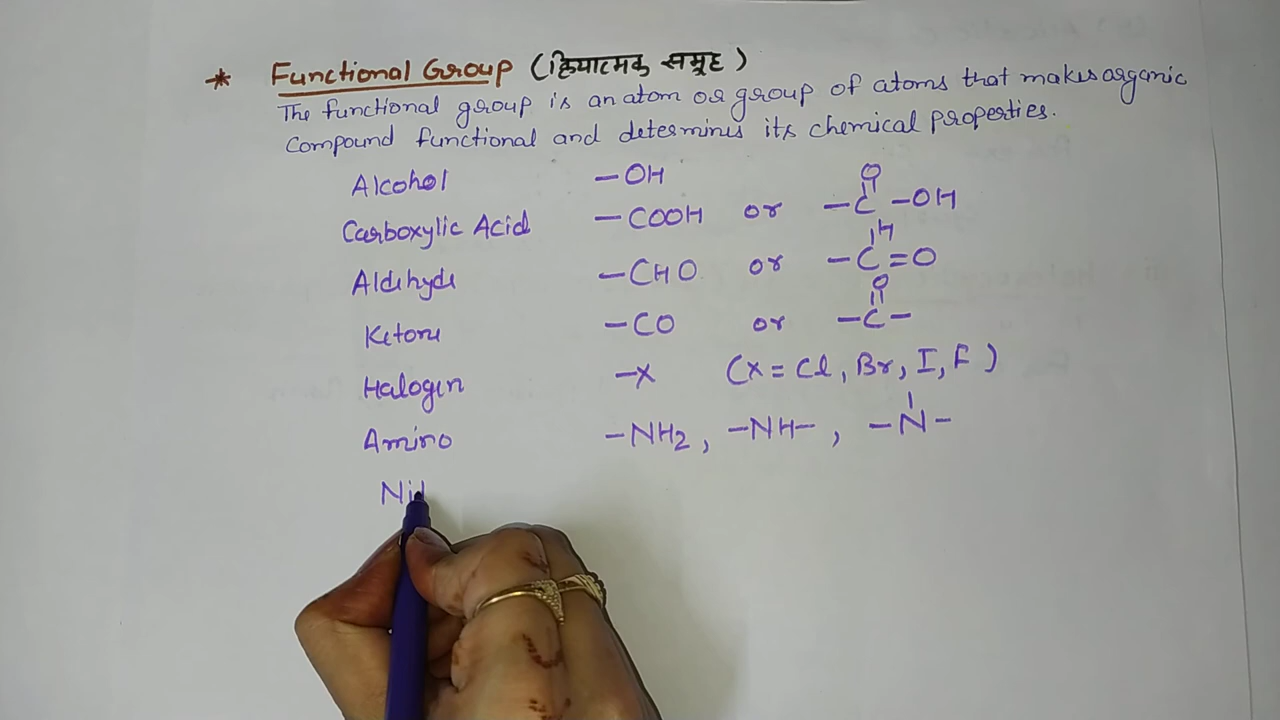 * Functional Group (क्रियात्मक समूह)
The functional group is an atom or group of atoms that makes organic
Compound functional and determines its chemical properties.
Alcohol -OH
Carboxylic Acid -COOH or O || -C-OH
Aldehyde -CHO or H | -C=O
Ketone -CO or O || -C-
Halogen -X (X = Cl, Br, I, F)
Amino -NH2, -NH-, | -N-